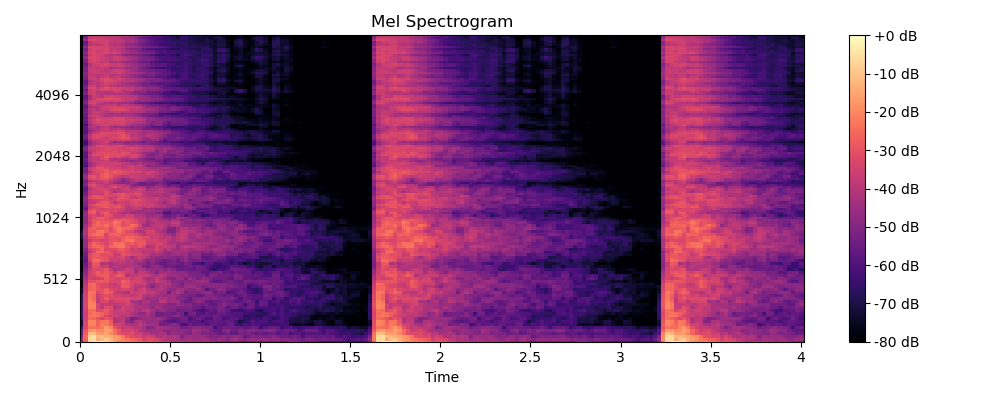 Mel Spectrogram
Hz
4096
2048
1024
512
0
0 0.5 1 1.5 2 2.5 3 3.5 4
Time
+0 dB
-10 dB
-20 dB
-30 dB
-40 dB
-50 dB
-60 dB
-70 dB
-80 dB